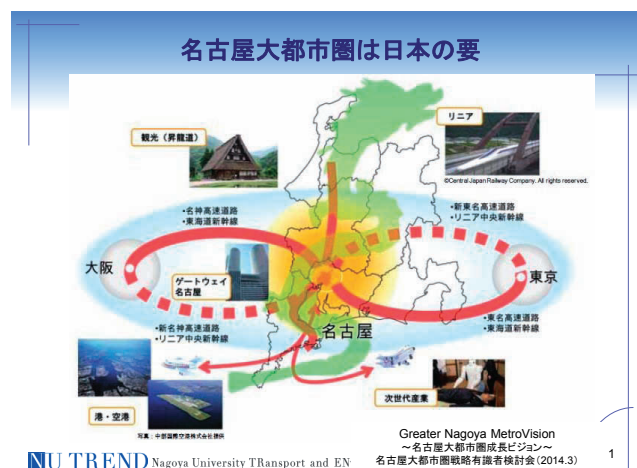 名古屋大都市圏は日本の要
観光（昇龍道）
リニア
©Central Japan Railway Company. All rights reserved.
•名神高速道路
•東海道新幹線
•新東名高速道路
•リニア中央新幹線
大阪
ゲートウェイ
名古屋
東京
•新名神高速道路
•リニア中央新幹線
名古屋
•東名高速道路
•東海道新幹線
港・空港
次世代産業
写真：中部国際空港株式会社提供
Greater Nagoya MetroVision
～名古屋大都市圏成長ビジョン～
名古屋大都市圏戦略有識者検討会（2014.3）
1
NU TREND Nagoya University TRansport and EN